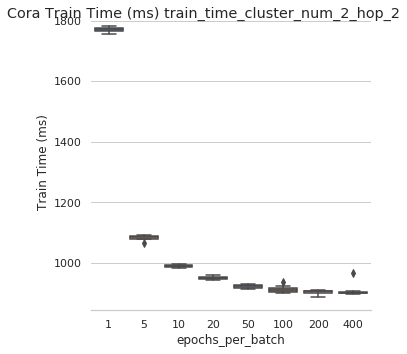 Cora Train Time (ms) train_time_cluster_num_2_hop_2
1800
1600
1400
1200
1000
Train Time (ms)
1 5 10 20 50 100 200 400
epochs_per_batch